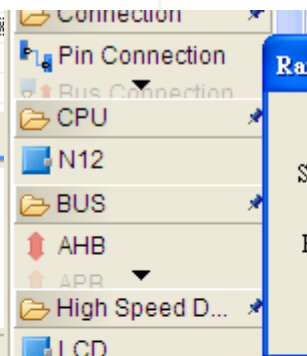 Connection
Pin Connection
Bus Connection
CPU
N12
BUS
AHB
APB
High Speed D...
LCD
Ra
S